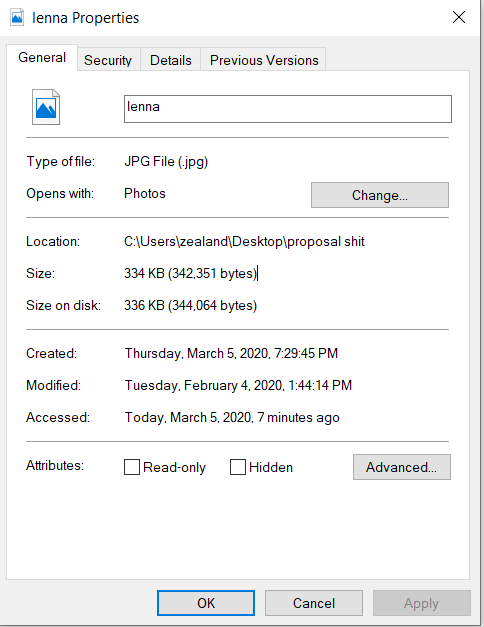 lenna Properties
General Security Details Previous Versions
lenna
Type of file: JPG File (.jpg)
Opens with: Photos Change...
Location: C:\Users\zealand\Desktop\proposal shit
Size: 334 KB (342,351 bytes)
Size on disk: 336 KB (344,064 bytes)
Created: Thursday, March 5, 2020, 7:29:45 PM
Modified: Tuesday, February 4, 2020, 1:44:14 PM
Accessed: Today, March 5, 2020, 7 minutes ago
Attributes: Read-only Hidden Advanced...
OK Cancel Apply